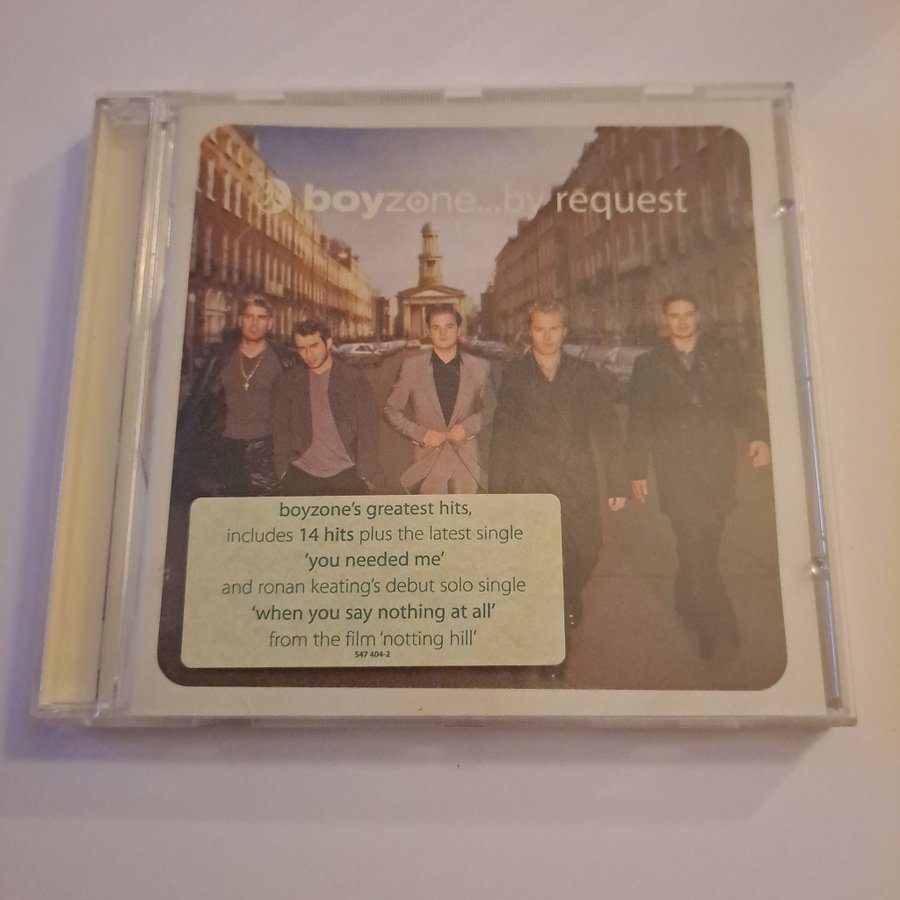 boyzone...by request
boyzone's greatest hits,
includes 14 hits plus the latest single
'you needed me'
and ronan keating's debut solo single
'when you say nothing at all'
from the film 'notting hill'
547 404-2